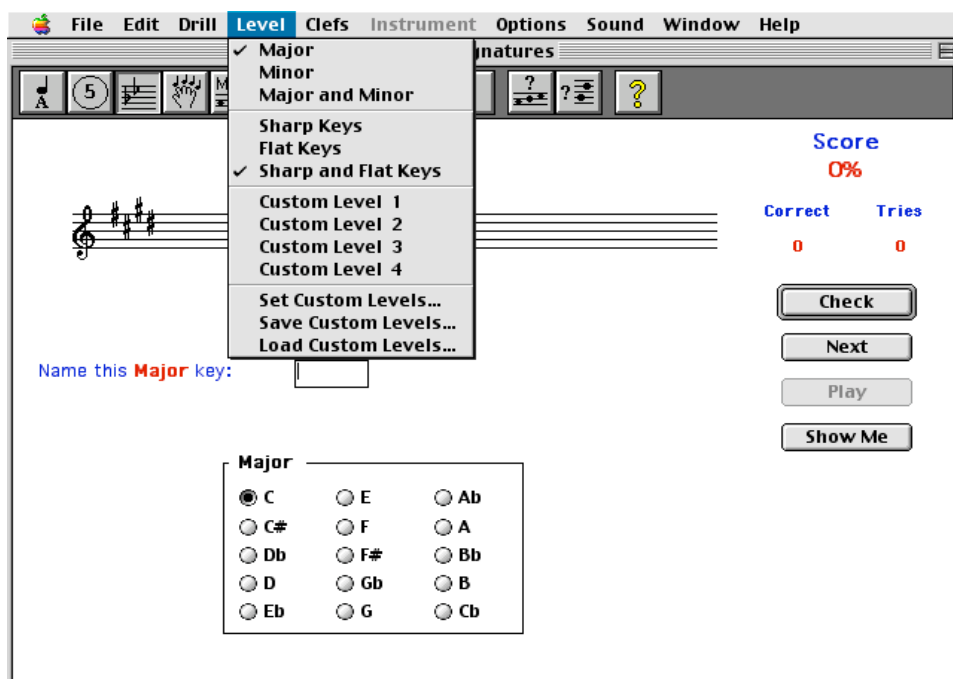 File Edit Drill Level Clefs Instrument Options Sound Window Help
gnatures
Major
Minor
Major and Minor
Sharp Keys
Flat Keys
Sharp and Flat Keys
Custom Level 1
Custom Level 2
Custom Level 3
Custom Level 4
Set Custom Levels...
Save Custom Levels...
Load Custom Levels...
A 5 M ? ? ?
Score
0%
Correct Tries
0 0
Check
Next
Play
Show Me
Name this Major key:
Major
C E Ab
C# F A
Db F# Bb
D Gb B
Eb G Cb